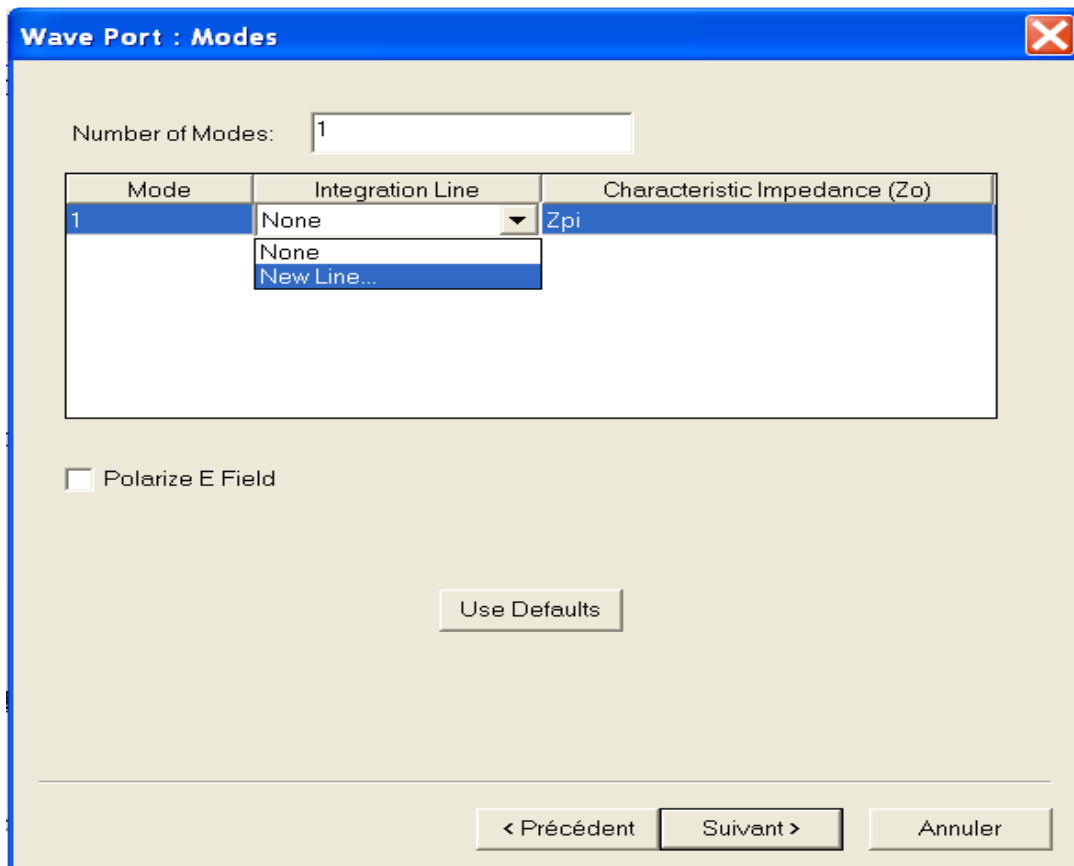 Wave Port : Modes
Number of Modes: 1
Mode Integration Line Characteristic Impedance (Zo)
1 None Zpi
None
New Line...
Polarize E Field
Use Defaults
< Précédent Suivant > Annuler